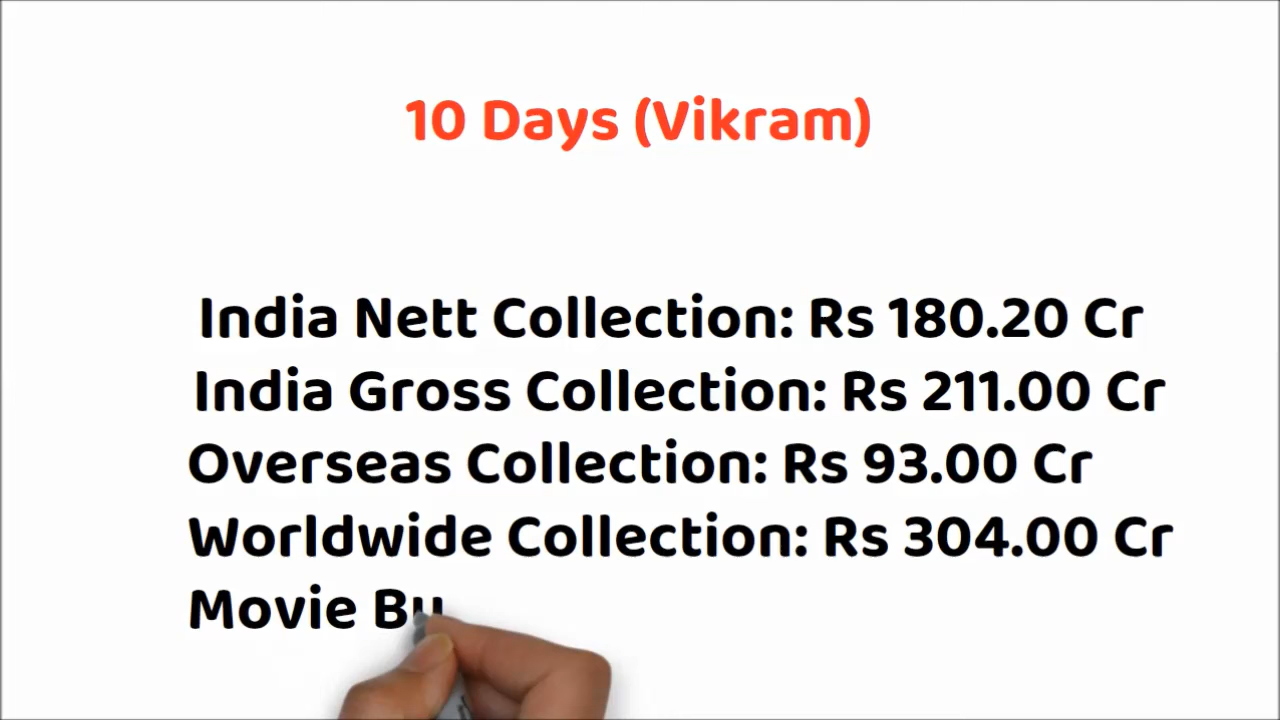 10 Days (Vikram)
India Nett Collection: Rs 180.20 Cr
India Gross Collection: Rs 211.00 Cr
Overseas Collection: Rs 93.00 Cr
Worldwide Collection: Rs 304.00 Cr
Movie Bu